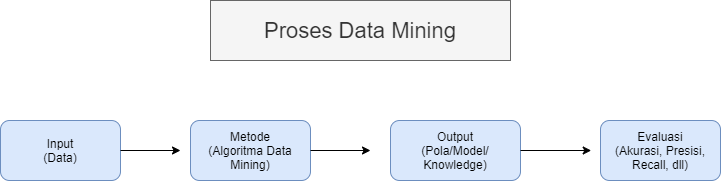 Proses Data Mining
Input
(Data)
Metode
(Algoritma Data
Mining)
Output
(Pola/Model/
Knowledge)
Evaluasi
(Akurasi, Presisi,
Recall, dll)